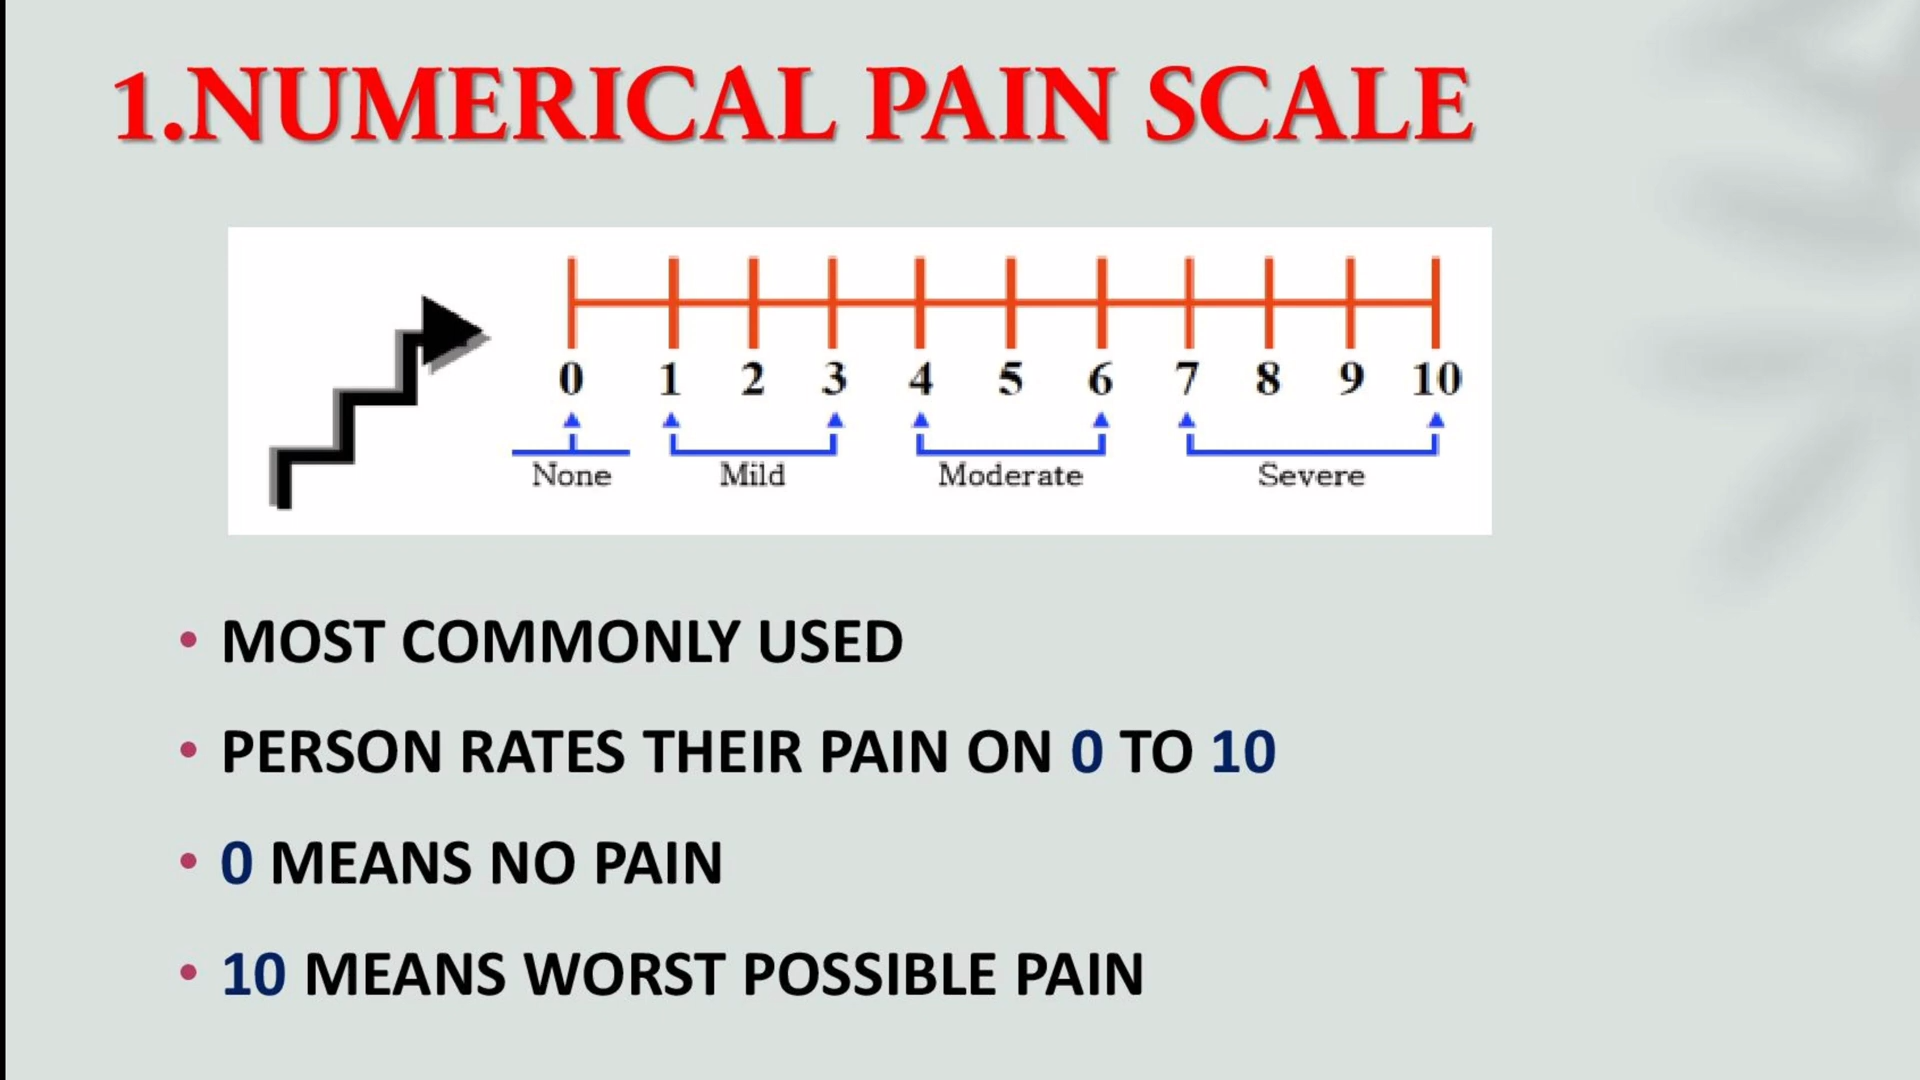 1.NUMERICAL PAIN SCALE
0 1 2 3 4 5 6 7 8 9 10
None Mild Moderate Severe
• MOST COMMONLY USED
• PERSON RATES THEIR PAIN ON 0 TO 10
• 0 MEANS NO PAIN
• 10 MEANS WORST POSSIBLE PAIN